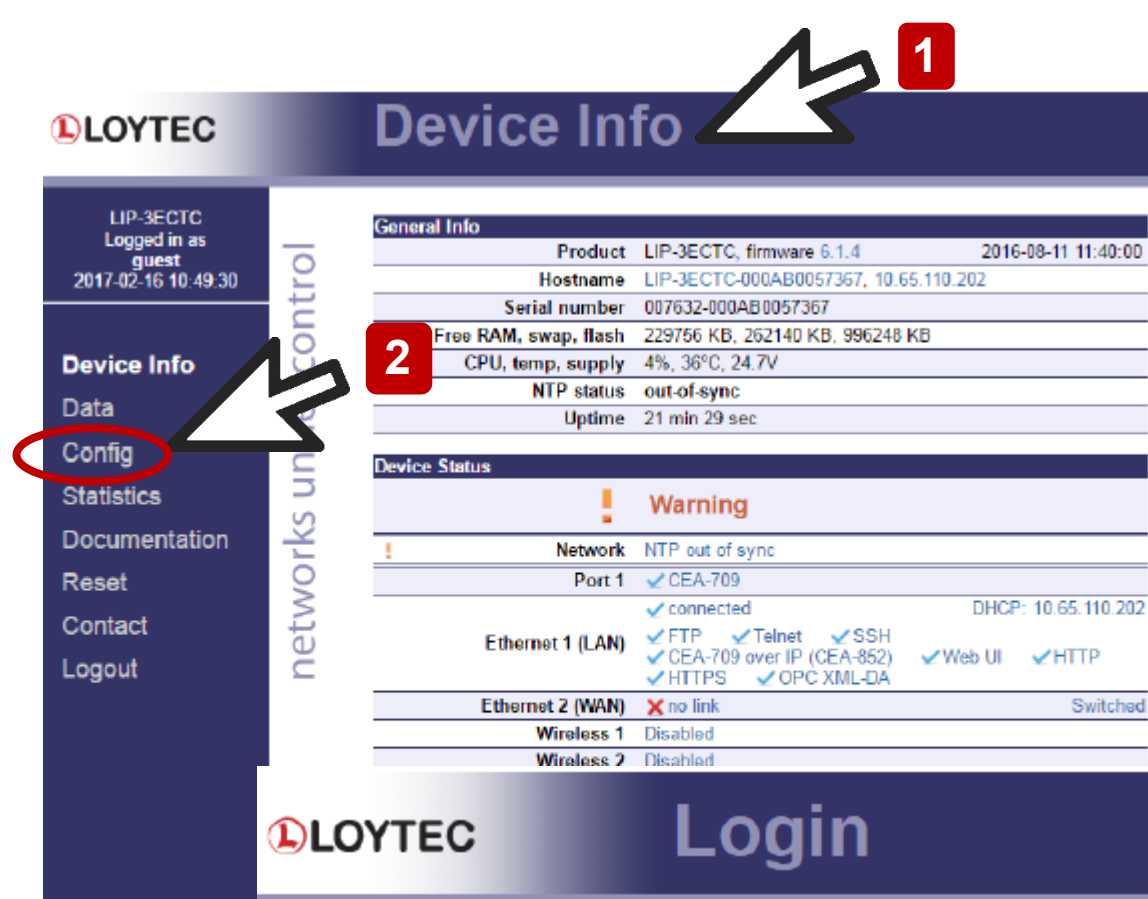 1
LOYTEC
Device Info
LIP-3ECTC
Logged in as
guest
2017-02-16 10:49:30
Device Info
Data
Config
Statistics
Documentation
Reset
Contact
Logout
2
networks un control
General Info
Product LIP-3ECTC, firmware 6.1.4 2016-08-11 11:40:00
Hostname LIP-3ECTC-000AB0057367, 10.65.110.202
Serial number 007632-000AB0057367
Free RAM, swap, flash 229756 KB, 262140 KB, 996248 KB
CPU, temp, supply 4%, 36°C, 24.7V
NTP status out-of-sync
Uptime 21 min 29 sec
Device Status
! Warning
! Network NTP out of sync
Port 1 ✓ CEA-709
Ethernet 1 (LAN) ✓ connected DHCP: 10.65.110.202
✓ FTP ✓ Telnet ✓ SSH
✓ CEA-709 over IP (CEA-852) ✓ Web UI ✓ HTTP
✓ HTTPS ✓ OPC XML-DA
Ethernet 2 (WAN) ✗ no link Switched
Wireless 1 Disabled
Wireless 2 Disabled
LOYTEC
Login